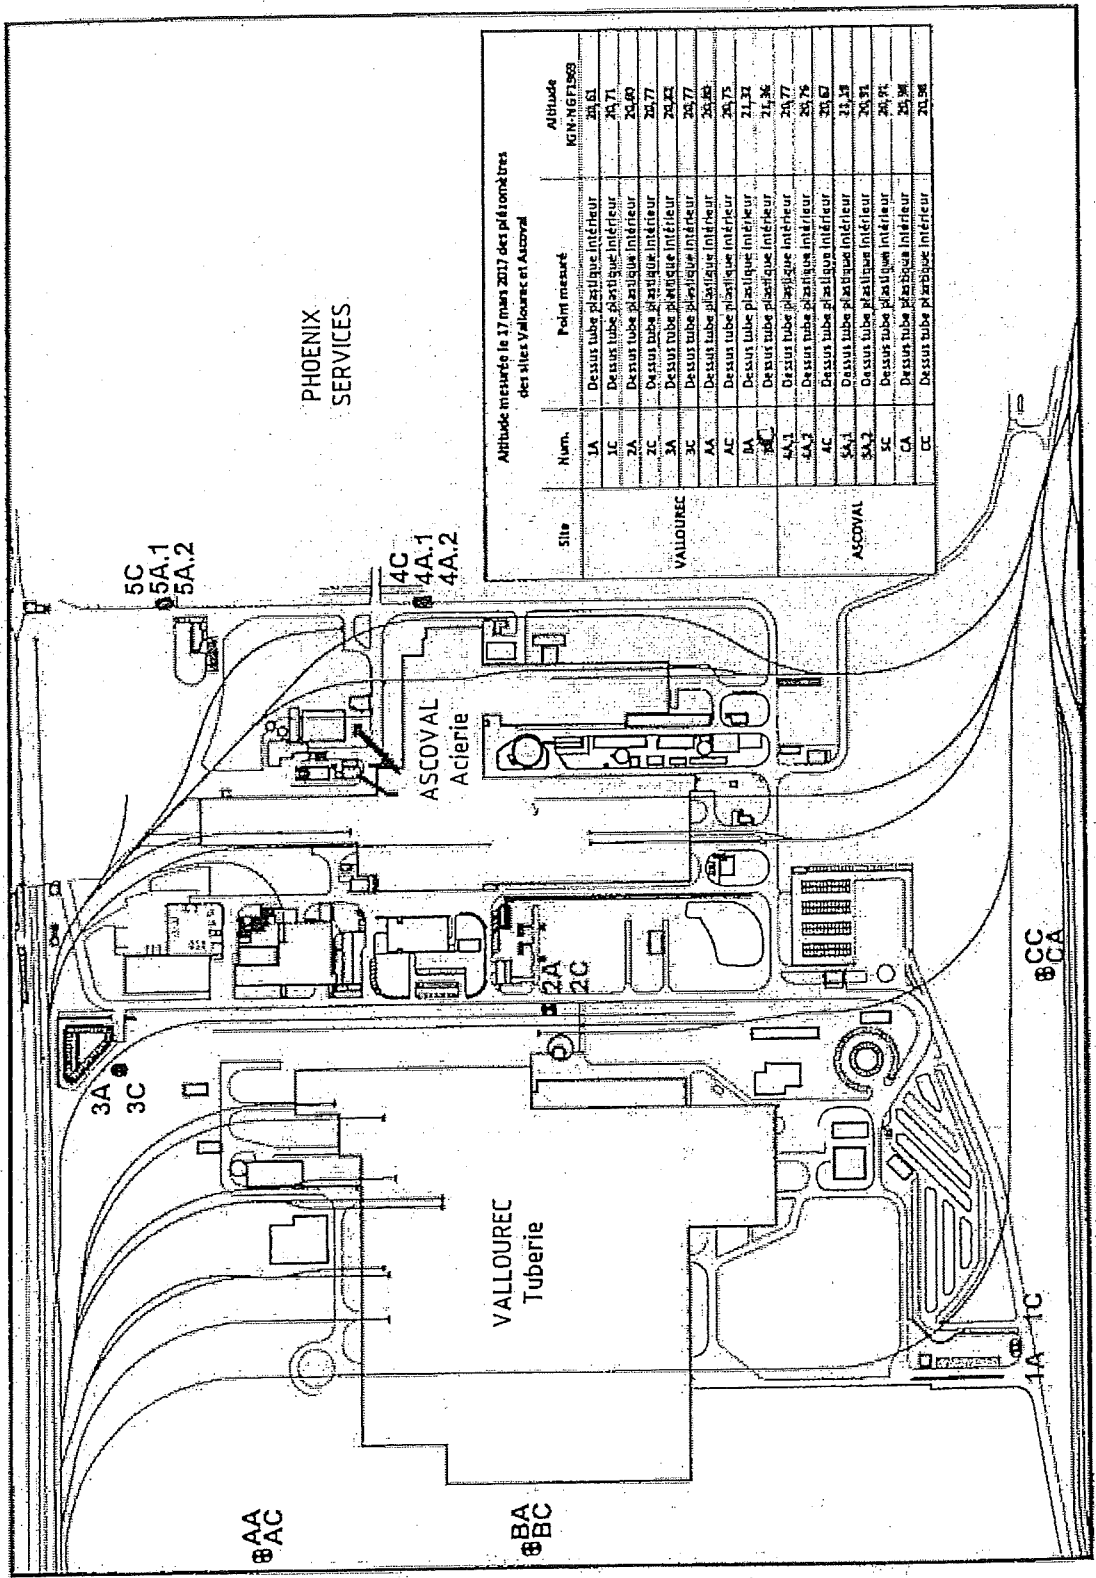 Altitude mesurée le 17 mars 2017 des piézomètres
des sites Vallourec et Ascoval
Site Num. Point mesuré Altitude
IGN-NGF1969
VALLOUREC
1A Dessus tube plastique intérieur 20,61
1C Dessus tube plastique intérieur 20,71
2A Dessus tube plastique intérieur 20,60
2C Dessus tube plastique intérieur 20,77
3A Dessus tube plastique intérieur
3C Dessus tube plastique intérieur 20,77
AA Dessus tube plastique intérieur
AC Dessus tube plastique intérieur 20,75
BA Dessus tube plastique intérieur 21,32
Dessus tube plastique intérieur 21,36
ASCOVAL
4A.1 Dessus tube plastique intérieur 20,77
4A.2 Dessus tube plastique intérieur 20,79
4C Dessus tube plastique intérieur 20,67
5A.1 Dessus tube plastique intérieur
5A.2 Dessus tube plastique intérieur
5C Dessus tube plastique intérieur
CA Dessus tube plastique intérieur
CC Dessus tube plastique intérieur 20,98
PHOENIX
SERVICES
5C
5A.1
5A.2
4C
4A.1
4A.2
ASCOVAL
Acierie
2A
2C
3A
3C
CC
CA
VALLOUREC
Tuberie
1A 1C
AA
AC
BA
BC